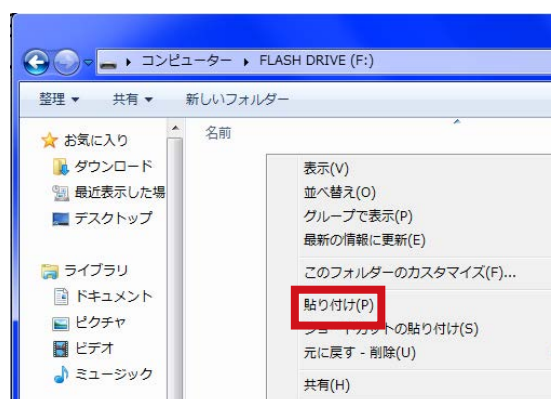 コンピューター ▸ FLASH DRIVE (F:)
整理 ▼ 共有 ▼ 新しいフォルダー
お気に入り
ダウンロード
最近表示した場
デスクトップ
ライブラリ
ドキュメント
ピクチャ
ビデオ
ミュージック
名前
表示(V)
並べ替え(O)
グループで表示(P)
最新の情報に更新(E)
このフォルダーのカスタマイズ(F)...
貼り付け(P)
ショートカットの貼り付け(S)
元に戻す - 削除(U)
共有(H)